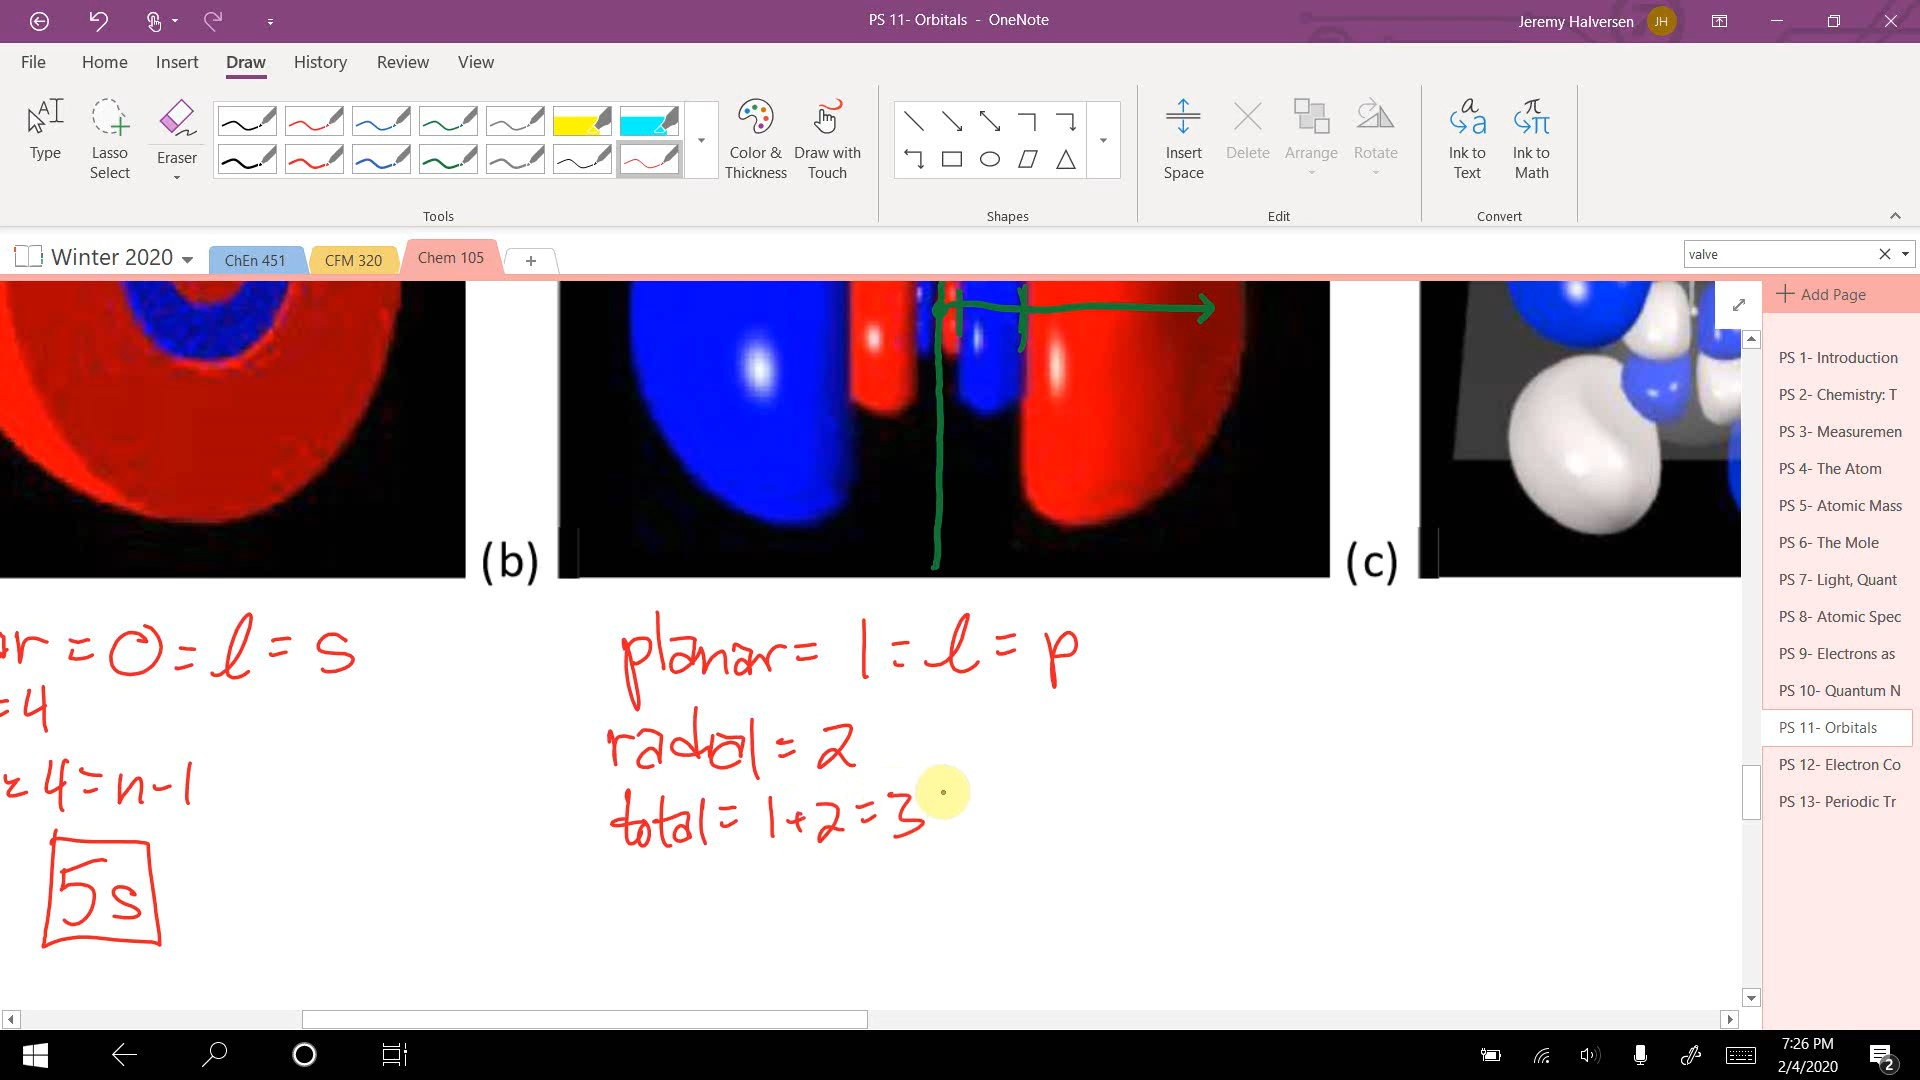 PS 11- Orbitals - OneNote
Jeremy Halversen JH
File Home Insert Draw History Review View
Type
Lasso Select
Eraser
Color & Thickness
Draw with Touch
Insert Space
Delete
Arrange
Rotate
Ink to Text
Ink to Math
Tools
Shapes
Edit
Convert
Winter 2020
ChEn 451
CFM 320
Chem 105
valve
Add Page
PS 1- Introduction
PS 2- Chemistry: T
PS 3- Measuremen
PS 4- The Atom
PS 5- Atomic Mass
PS 6- The Mole
PS 7- Light, Quant
PS 8- Atomic Spec
PS 9- Electrons as
PS 10- Quantum N
PS 11- Orbitals
PS 12- Electron Co
PS 13- Periodic Tr
(b)
(c)
ar = 0 = l = s
= 4
= 4 = n-1
5s
planar = 1 = l = p
radial = 2
total = 1+2 = 3
7:26 PM
2/4/2020
2